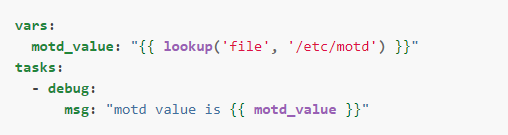 vars:
  motd_value: "{{ lookup('file', '/etc/motd') }}"
tasks:
  - debug:
      msg: "motd value is {{ motd_value }}"